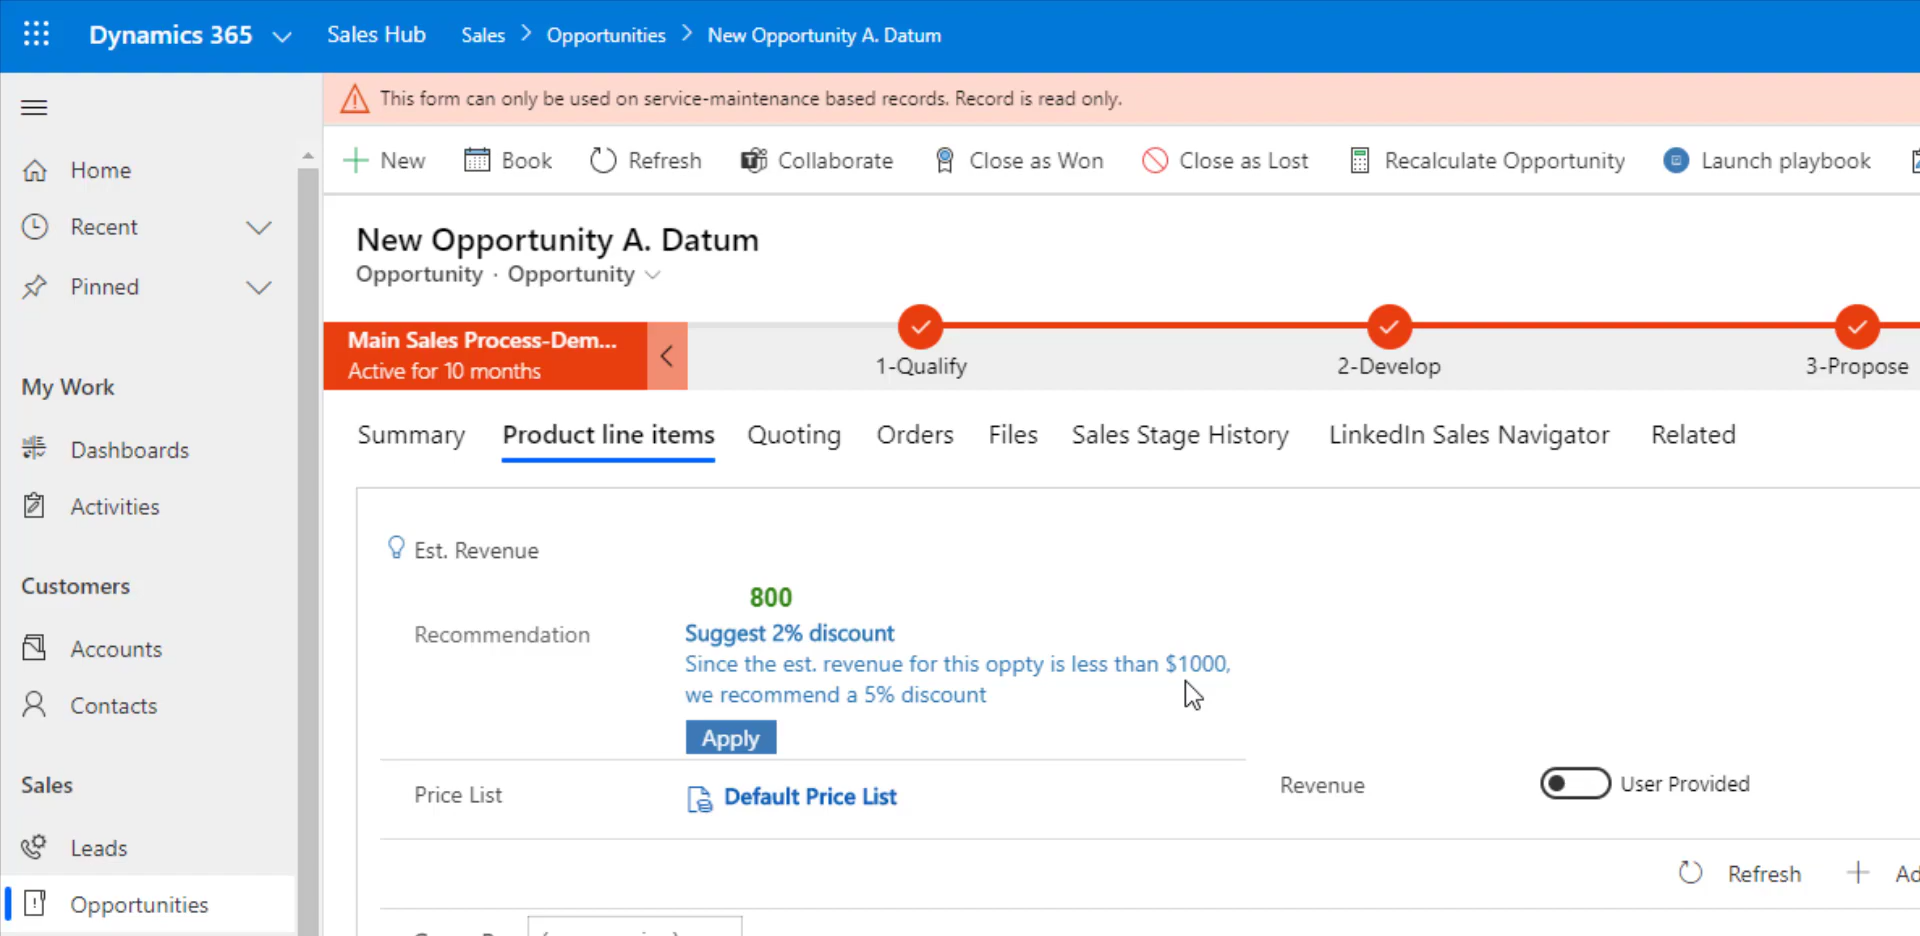 Dynamics 365 Sales Hub Sales > Opportunities > New Opportunity A. Datum
This form can only be used on service-maintenance based records. Record is read only.
New Book Refresh Collaborate Close as Won Close as Lost Recalculate Opportunity Launch playbook
Home
Recent
Pinned
My Work
Dashboards
Activities
Customers
Accounts
Contacts
Sales
Leads
Opportunities
New Opportunity A. Datum
Opportunity · Opportunity
Main Sales Process-Dem...
Active for 10 months
1-Qualify
2-Develop
3-Propose
Summary Product line items Quoting Orders Files Sales Stage History LinkedIn Sales Navigator Related
Est. Revenue
800
Recommendation
Suggest 2% discount
Since the est. revenue for this oppty is less than $1000,
we recommend a 5% discount
Apply
Price List Default Price List
Revenue User Provided
Refresh